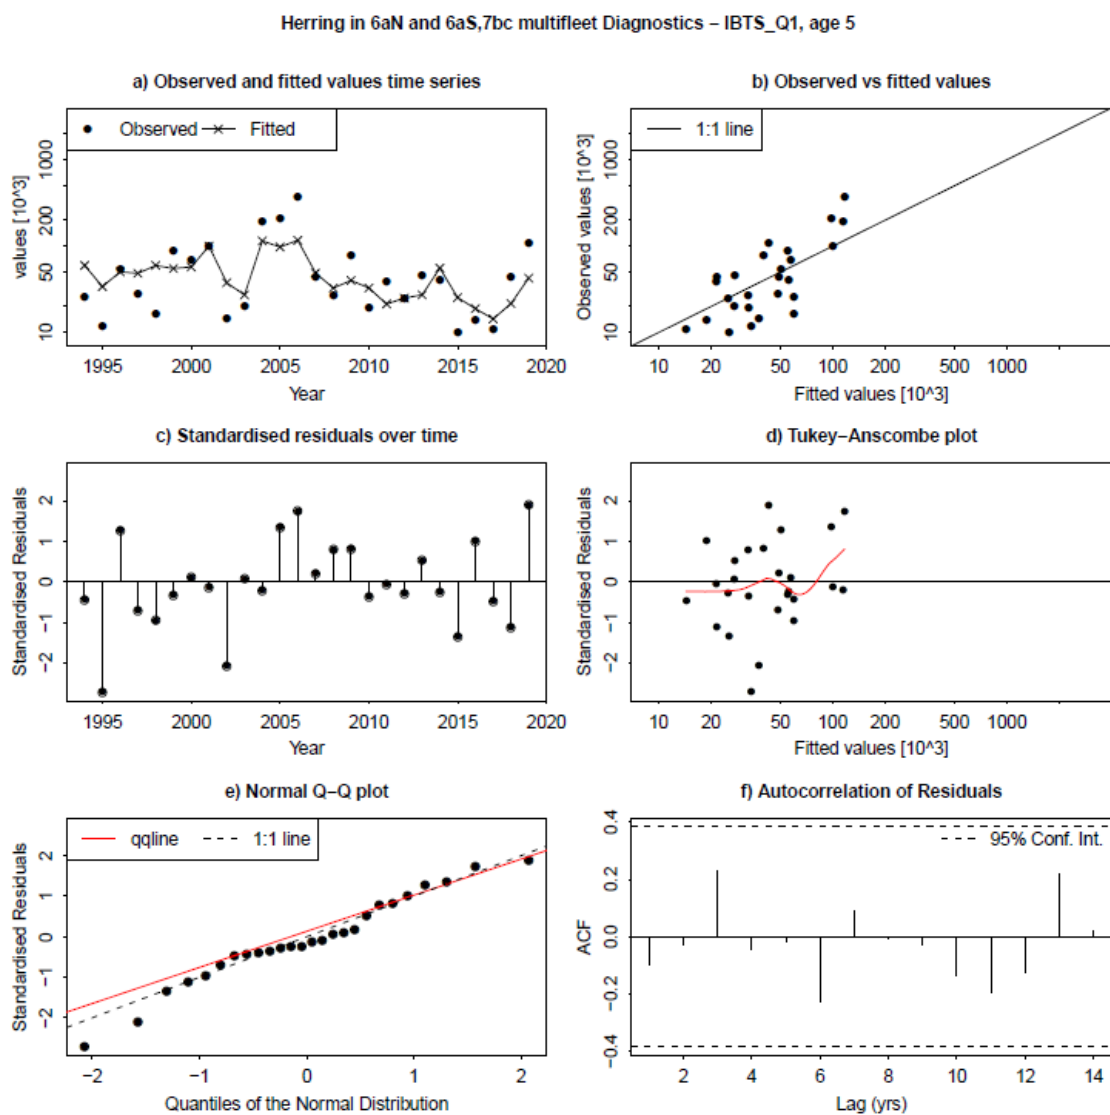 Herring in 6aN and 6aS,7bc multifleet Diagnostics – IBTS_Q1, age 5
a) Observed and fitted values time series
Observed
Fitted
values [10^3]
10
50
200
1000
1995
2000
2005
2010
2015
2020
Year
b) Observed vs fitted values
1:1 line
Observed values [10^3]
10
50
200
1000
10
20
50
100
200
500
1000
Fitted values [10^3]
c) Standardised residuals over time
Standardised Residuals
−2
−1
0
1
2
1995
2000
2005
2010
2015
2020
Year
d) Tukey–Anscombe plot
Standardised Residuals
−2
−1
0
1
2
10
20
50
100
200
500
1000
Fitted values [10^3]
e) Normal Q–Q plot
qqline
1:1 line
Standardised Residuals
−2
−1
0
1
2
−2
−1
0
1
2
Quantiles of the Normal Distribution
f) Autocorrelation of Residuals
95% Conf. Int.
ACF
−0.4
−0.2
0.0
0.2
0.4
2
4
6
8
10
12
14
Lag (yrs)